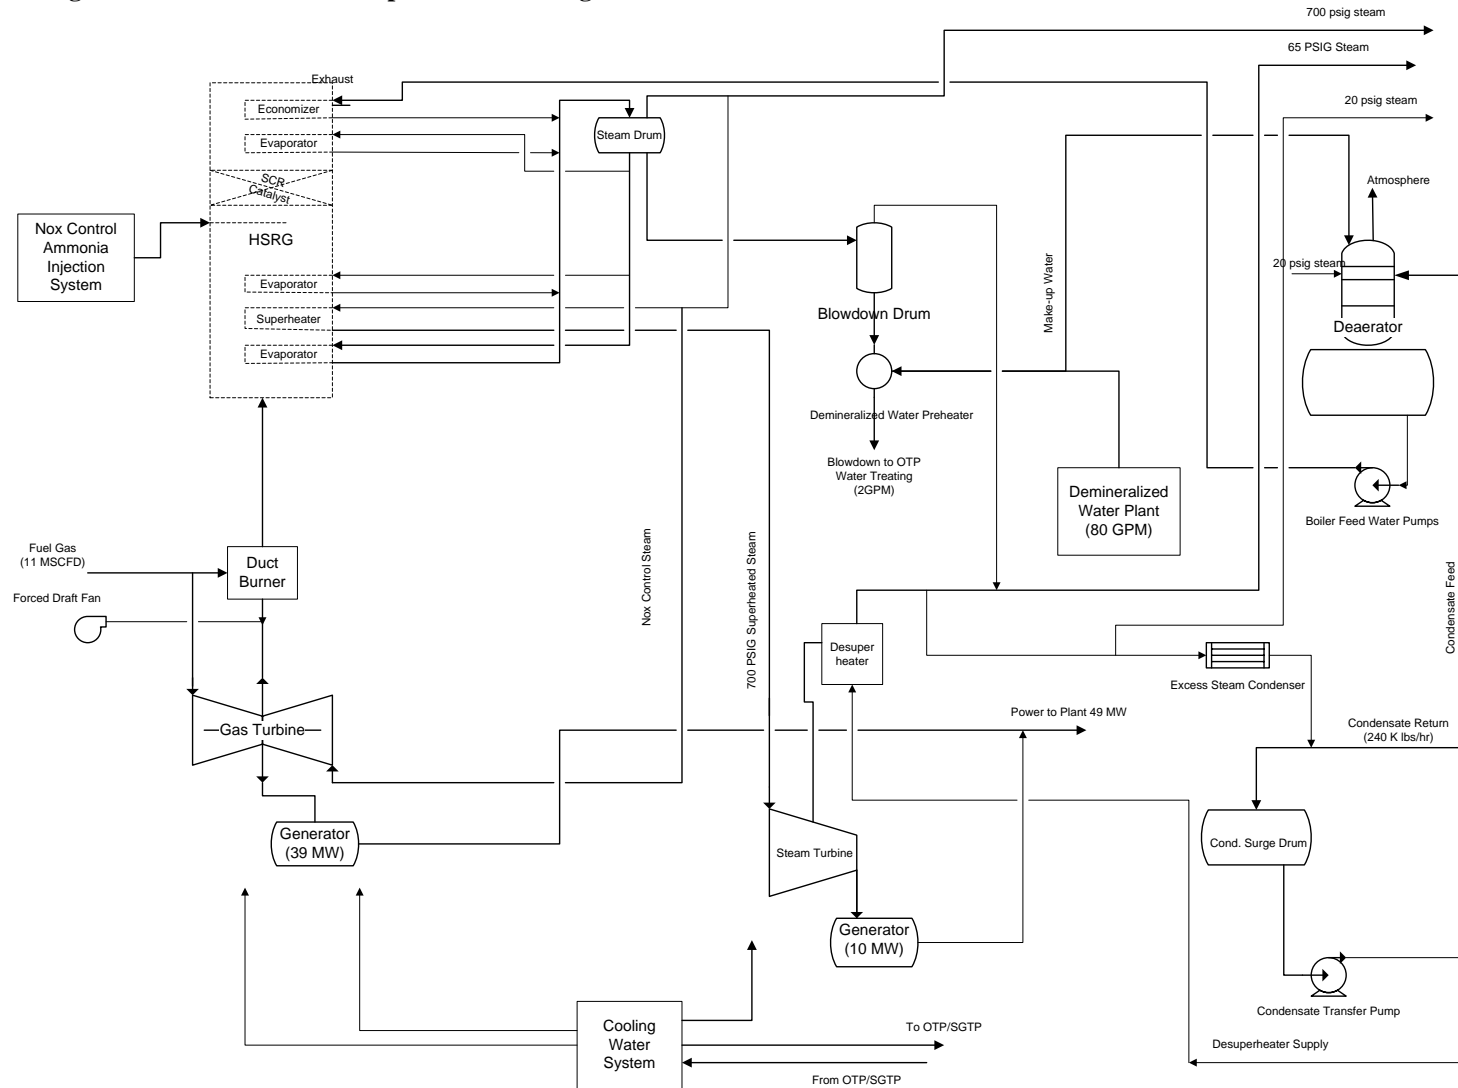 700 psig steam
65 PSIG Steam
Exhaust
Economizer
20 psig steam
Steam Drum
Evaporator
SCR
Catalyst
Atmosphere
Nox Control
Ammonia
Injection
System
HSRG
Make-up Water
20 psig steam
Evaporator
Blowdown Drum
Superheater
Deaerator
Evaporator
Demineralized Water Preheater
Blowdown to OTP
Water Treating
(2GPM)
Demineralized
Water Plant
(80 GPM)
Boiler Feed Water Pumps
Fuel Gas
(11 MSCFD)
Duct
Burner
Forced Draft Fan
Nox Control Steam
700 PSIG Superheated Steam
Condensate Feed
Desuper
heater
Excess Steam Condenser
Gas Turbine
Power to Plant 49 MW
Condensate Return
(240 K lbs/hr)
Generator
(39 MW)
Steam Turbine
Cond. Surge Drum
Generator
(10 MW)
Condensate Transfer Pump
Cooling
Water
System
To OTP/SGTP
Desuperheater Supply
From OTP/SGTP